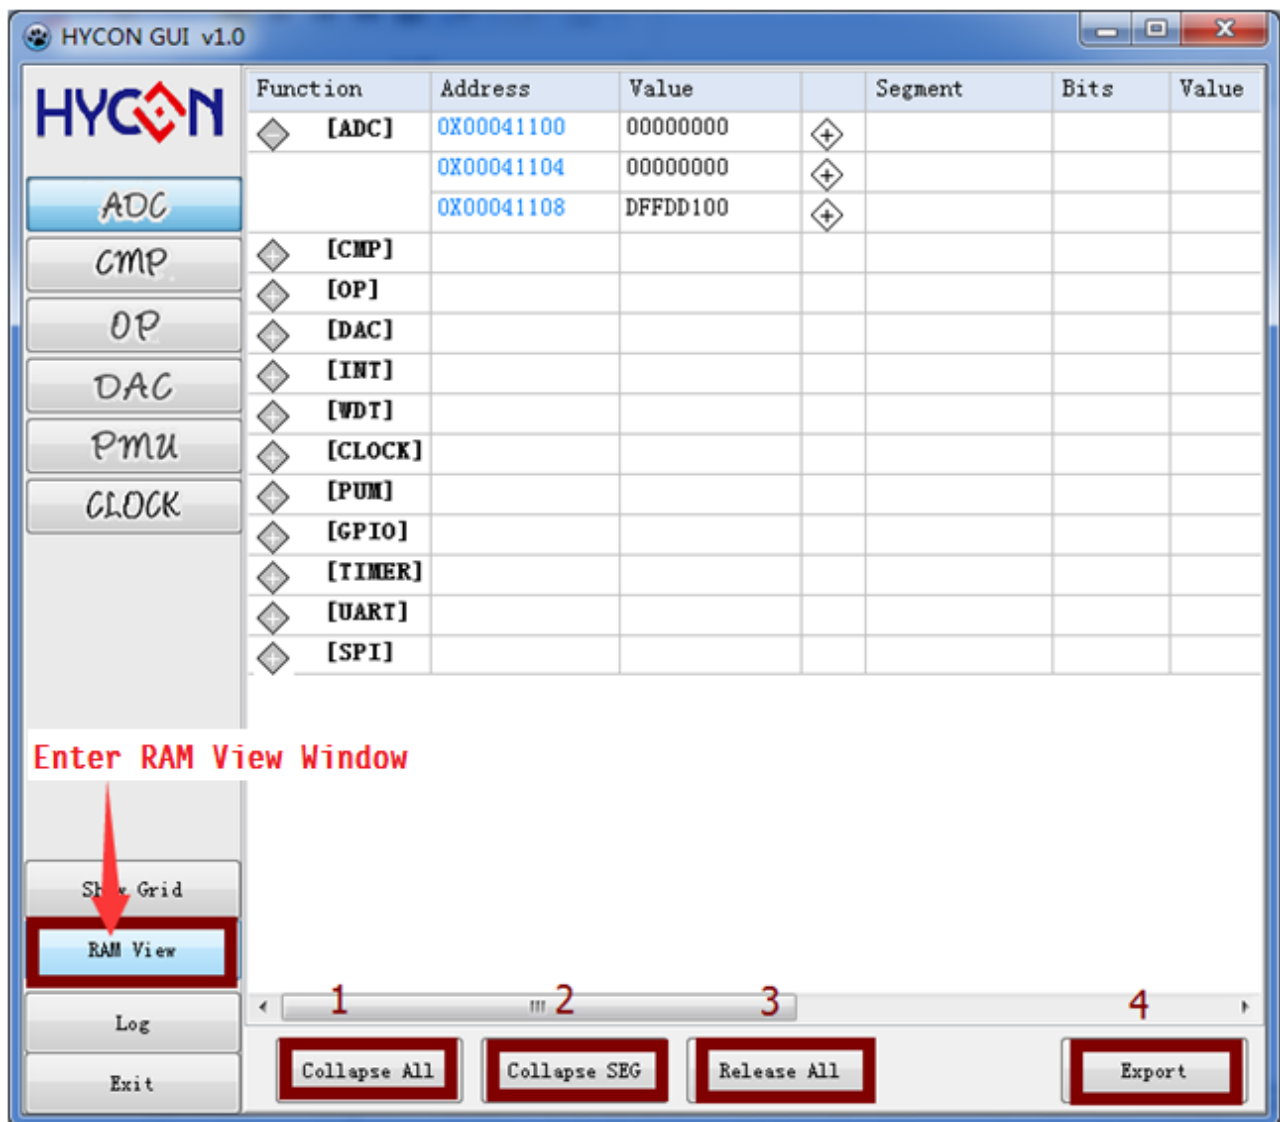 HYCON GUI v1.0
HYCON
Function Address Value Segment Bits Value
[ADC] 0X00041100 00000000
0X00041104 00000000
0X00041108 DFFDD100
[CMP]
[OP]
[DAC]
[INT]
[WDT]
[CLOCK]
[PUM]
[GPIO]
[TIMER]
[UART]
[SPI]
ADC
CMP
OP
DAC
PMU
CLOCK
Enter RAM View Window
Show Grid
RAM View
Log
Exit
1 2 3 4
Collapse All Collapse SEG Release All Export